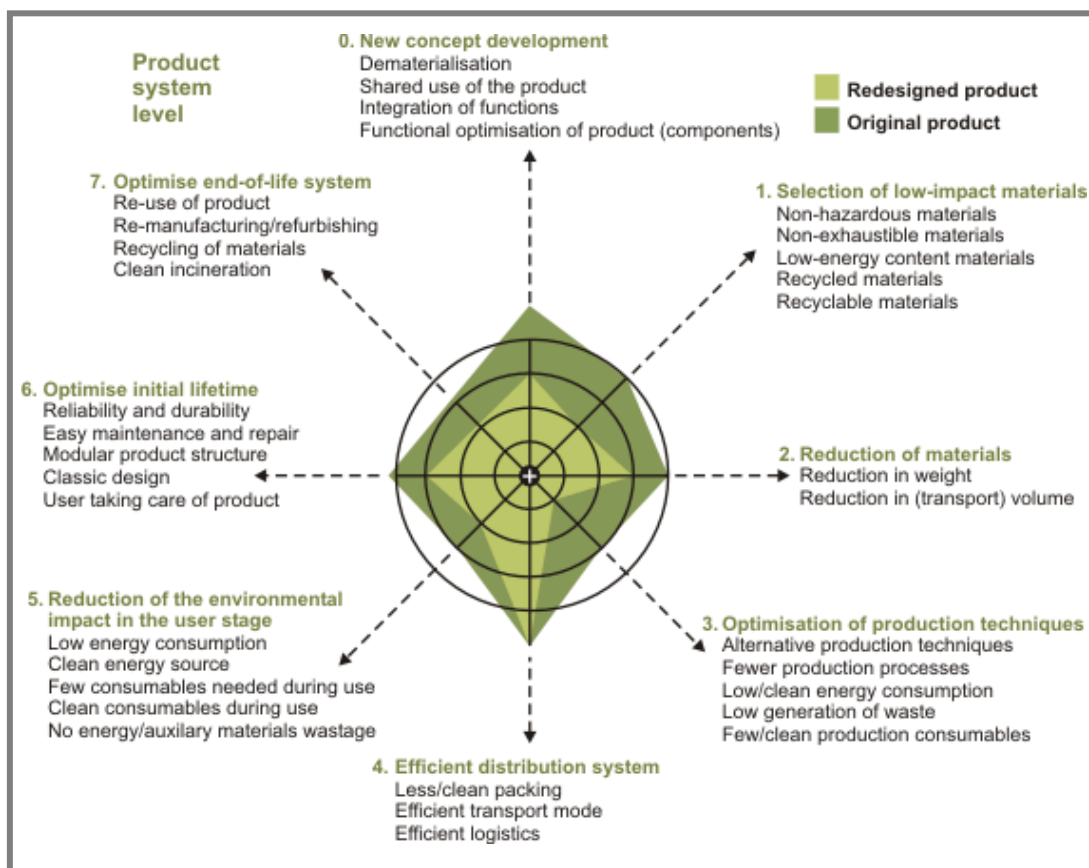 Product
system
level
0. New concept development
Dematerialisation
Shared use of the product
Integration of functions
Functional optimisation of product (components)
Redesigned product
Original product
1. Selection of low-impact materials
Non-hazardous materials
Non-exhaustible materials
Low-energy content materials
Recycled materials
Recyclable materials
2. Reduction of materials
Reduction in weight
Reduction in (transport) volume
3. Optimisation of production techniques
Alternative production techniques
Fewer production processes
Low/clean energy consumption
Low generation of waste
Few/clean production consumables
4. Efficient distribution system
Less/clean packing
Efficient transport mode
Efficient logistics
5. Reduction of the environmental
impact in the user stage
Low energy consumption
Clean energy source
Few consumables needed during use
Clean consumables during use
No energy/auxilary materials wastage
6. Optimise initial lifetime
Reliability and durability
Easy maintenance and repair
Modular product structure
Classic design
User taking care of product
7. Optimise end-of-life system
Re-use of product
Re-manufacturing/refurbishing
Recycling of materials
Clean incineration